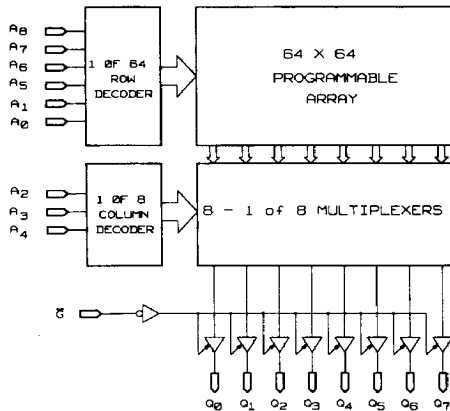 A8
A7
A6
A5
A1
A0
1 OF 64
ROW
DECODER
64 X 64
PROGRAMMABLE
ARRAY
A2
A3
A4
1 OF 8
COLUMN
DECODER
8 - 1 of 8 MULTIPLEXERS
G̅
Q0 Q1 Q2 Q3 Q4 Q5 Q6 Q7